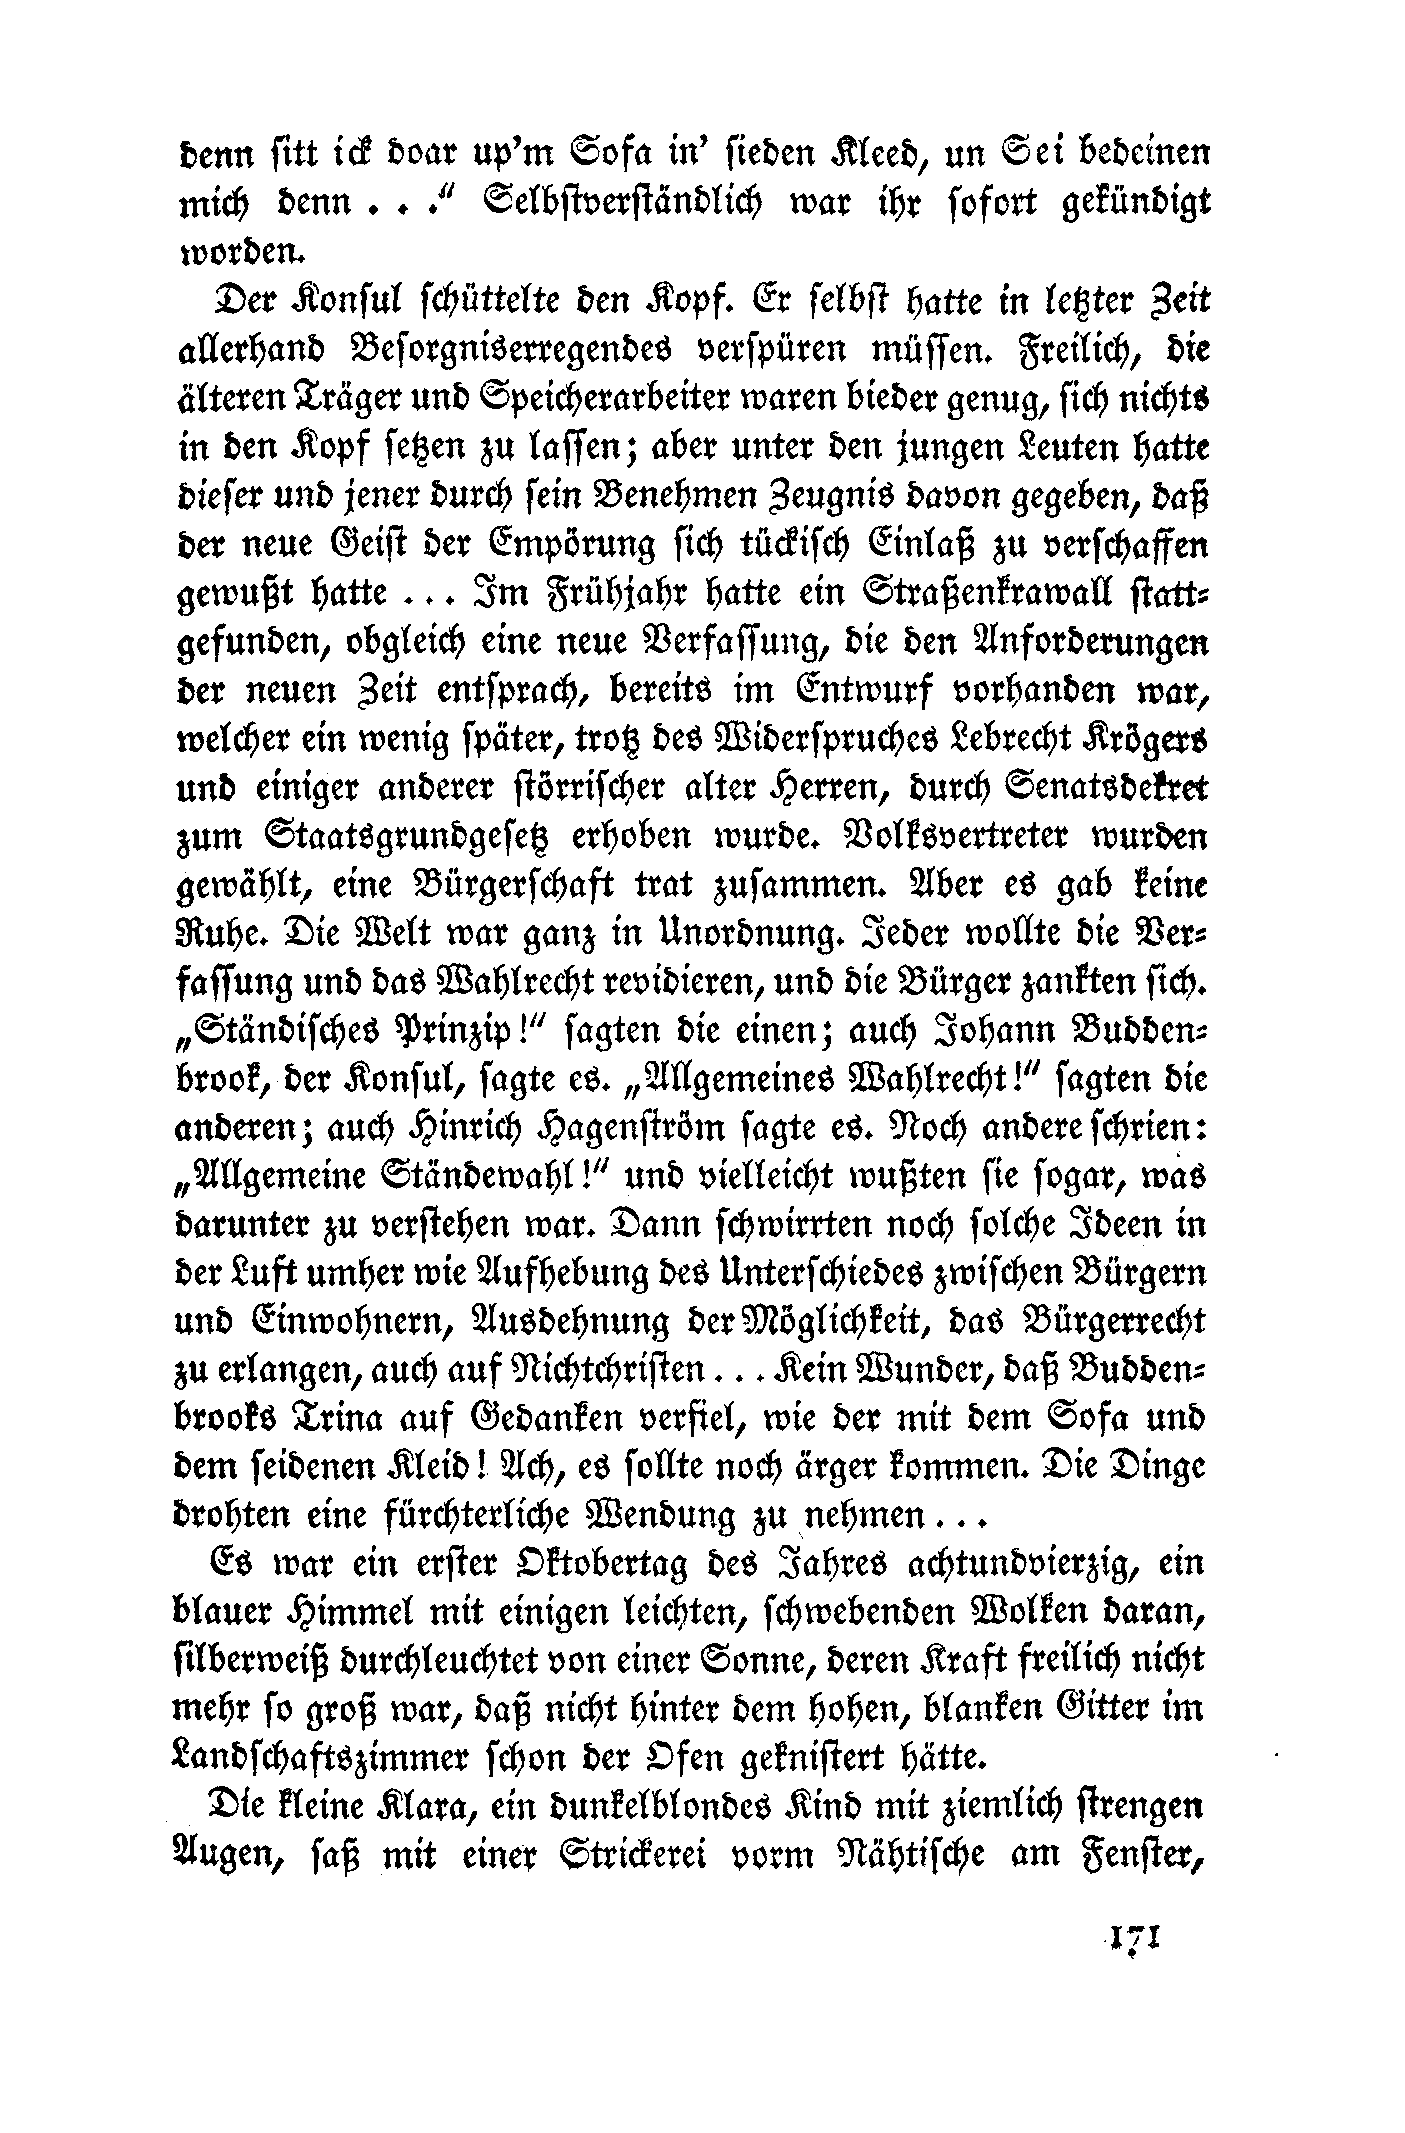 denn sitt ick doar up'm Sofa in' sieden Kleed, un Sei bedeinen
mich denn . . .“ Selbstverständlich war ihr sofort gekündigt
worden.
Der Konsul schüttelte den Kopf. Er selbst hatte in letzter Zeit
allerhand Besorgniserregendes verspüren müssen. Freilich, die
älteren Träger und Speicherarbeiter waren bieder genug, sich nichts
in den Kopf setzen zu lassen; aber unter den jungen Leuten hatte
dieser und jener durch sein Benehmen Zeugnis davon gegeben, daß
der neue Geist der Empörung sich tückisch Einlaß zu verschaffen
gewußt hatte ... Im Frühjahr hatte ein Straßenkrawall statt-
gefunden, obgleich eine neue Verfassung, die den Anforderungen
der neuen Zeit entsprach, bereits im Entwurf vorhanden war,
welcher ein wenig später, trotz des Widerspruches Lebrecht Krögers
und einiger anderer störrischer alter Herren, durch Senatsdekret
zum Staatsgrundgesetz erhoben wurde. Volksvertreter wurden
gewählt, eine Bürgerschaft trat zusammen. Aber es gab keine
Ruhe. Die Welt war ganz in Unordnung. Jeder wollte die Ver-
fassung und das Wahlrecht revidieren, und die Bürger zankten sich.
„Ständisches Prinzip!“ sagten die einen; auch Johann Budden-
brook, der Konsul, sagte es. „Allgemeines Wahlrecht!“ sagten die
anderen; auch Hinrich Hagenström sagte es. Noch andere schrien:
„Allgemeine Ständewahl!“ und vielleicht wußten sie sogar, was
darunter zu verstehen war. Dann schwirrten noch solche Ideen in
der Luft umher wie Aufhebung des Unterschiedes zwischen Bürgern
und Einwohnern, Ausdehnung der Möglichkeit, das Bürgerrecht
zu erlangen, auch auf Nichtchristen ... Kein Wunder, daß Budden-
brooks Trina auf Gedanken verfiel, wie der mit dem Sofa und
dem seidenen Kleid! Ach, es sollte noch ärger kommen. Die Dinge
drohten eine fürchterliche Wendung zu nehmen ...
Es war ein erster Oktobertag des Jahres achtundvierzig, ein
blauer Himmel mit einigen leichten, schwebenden Wolken daran,
silberweiß durchleuchtet von einer Sonne, deren Kraft freilich nicht
mehr so groß war, daß nicht hinter dem hohen, blanken Gitter im
Landschaftszimmer schon der Ofen geknistert hätte.
Die kleine Klara, ein dunkelblondes Kind mit ziemlich strengen
Augen, saß mit einer Strickerei vorm Nähtische am Fenster,
171